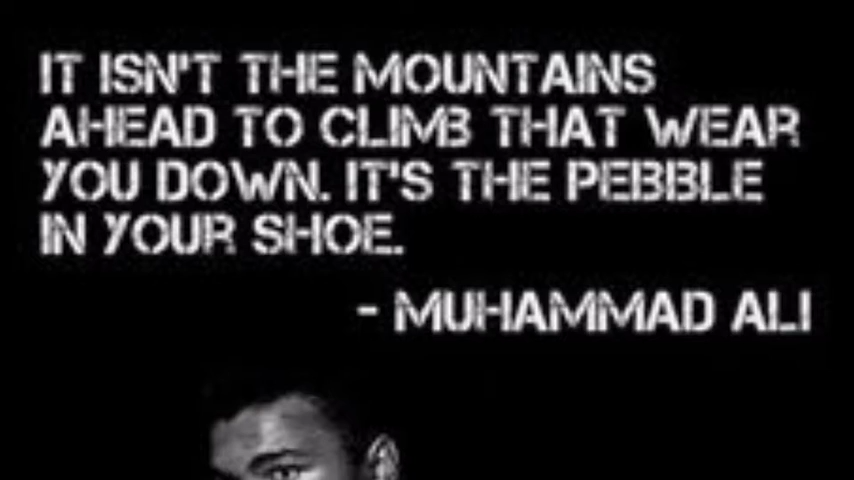 IT ISN'T THE MOUNTAINS
AHEAD TO CLIMB THAT WEAR
YOU DOWN. IT'S THE PEBBLE
IN YOUR SHOE.
- MUHAMMAD ALI